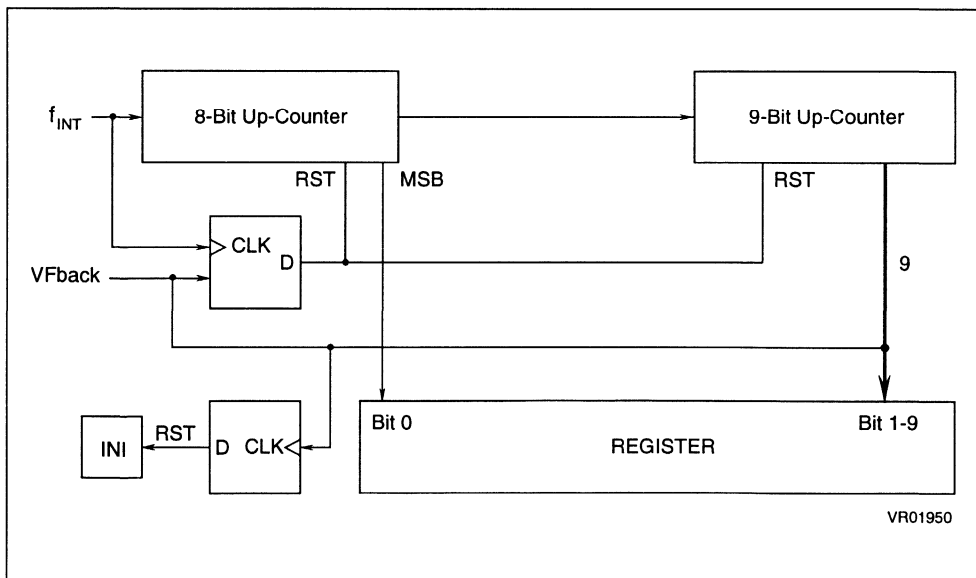 f_INT
8-Bit Up-Counter
9-Bit Up-Counter
RST
MSB
RST
CLK
D
VFback
9
Bit 0
Bit 1-9
RST
D
CLK
INI
REGISTER
VR01950